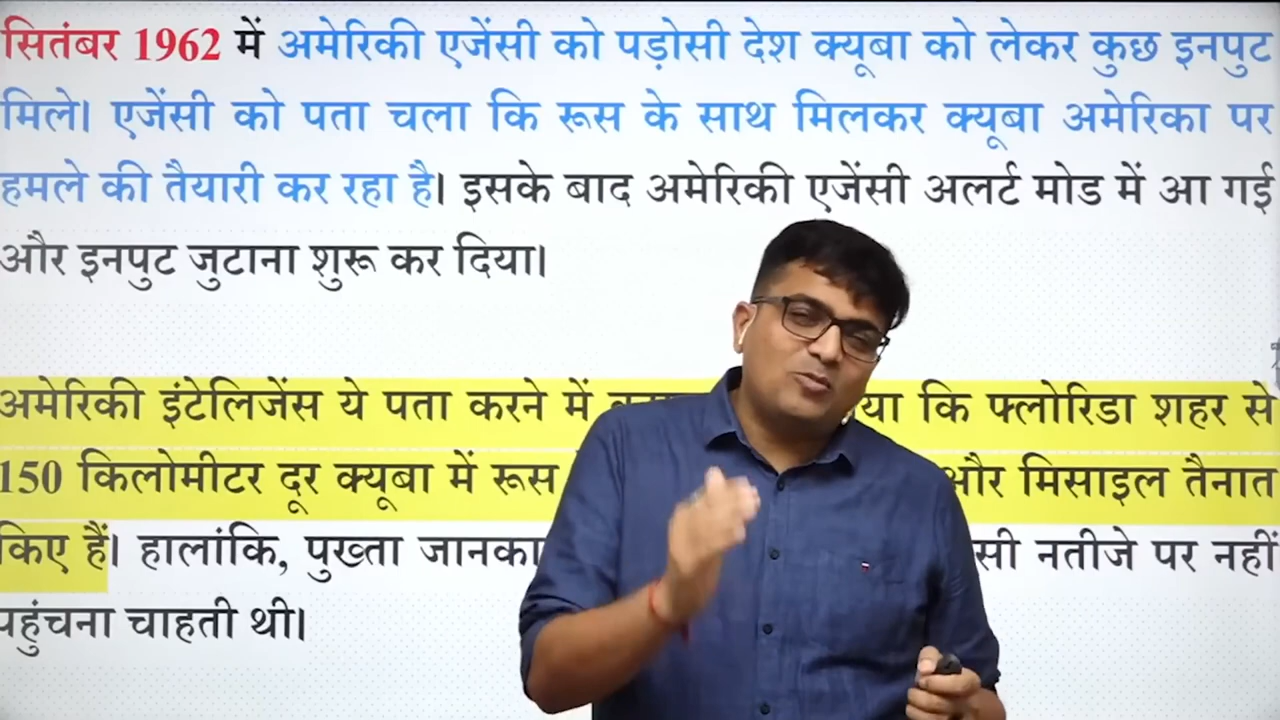 सितंबर 1962 में अमेरिकी एजेंसी को पड़ोसी देश क्यूबा को लेकर कुछ इनपुट
मिले। एजेंसी को पता चला कि रूस के साथ मिलकर क्यूबा अमेरिका पर
हमले की तैयारी कर रहा है। इसके बाद अमेरिकी एजेंसी अलर्ट मोड में आ गई
और इनपुट जुटाना शुरू कर दिया।
अमेरिकी इंटेलिजेंस ये पता करने में कि फ्लोरिडा शहर से
150 किलोमीटर दूर क्यूबा में रूस और मिसाइल तैनात
किए हैं। हालांकि, पुख्ता नतीजे पर नहीं
पहुंचना चाहती थी।